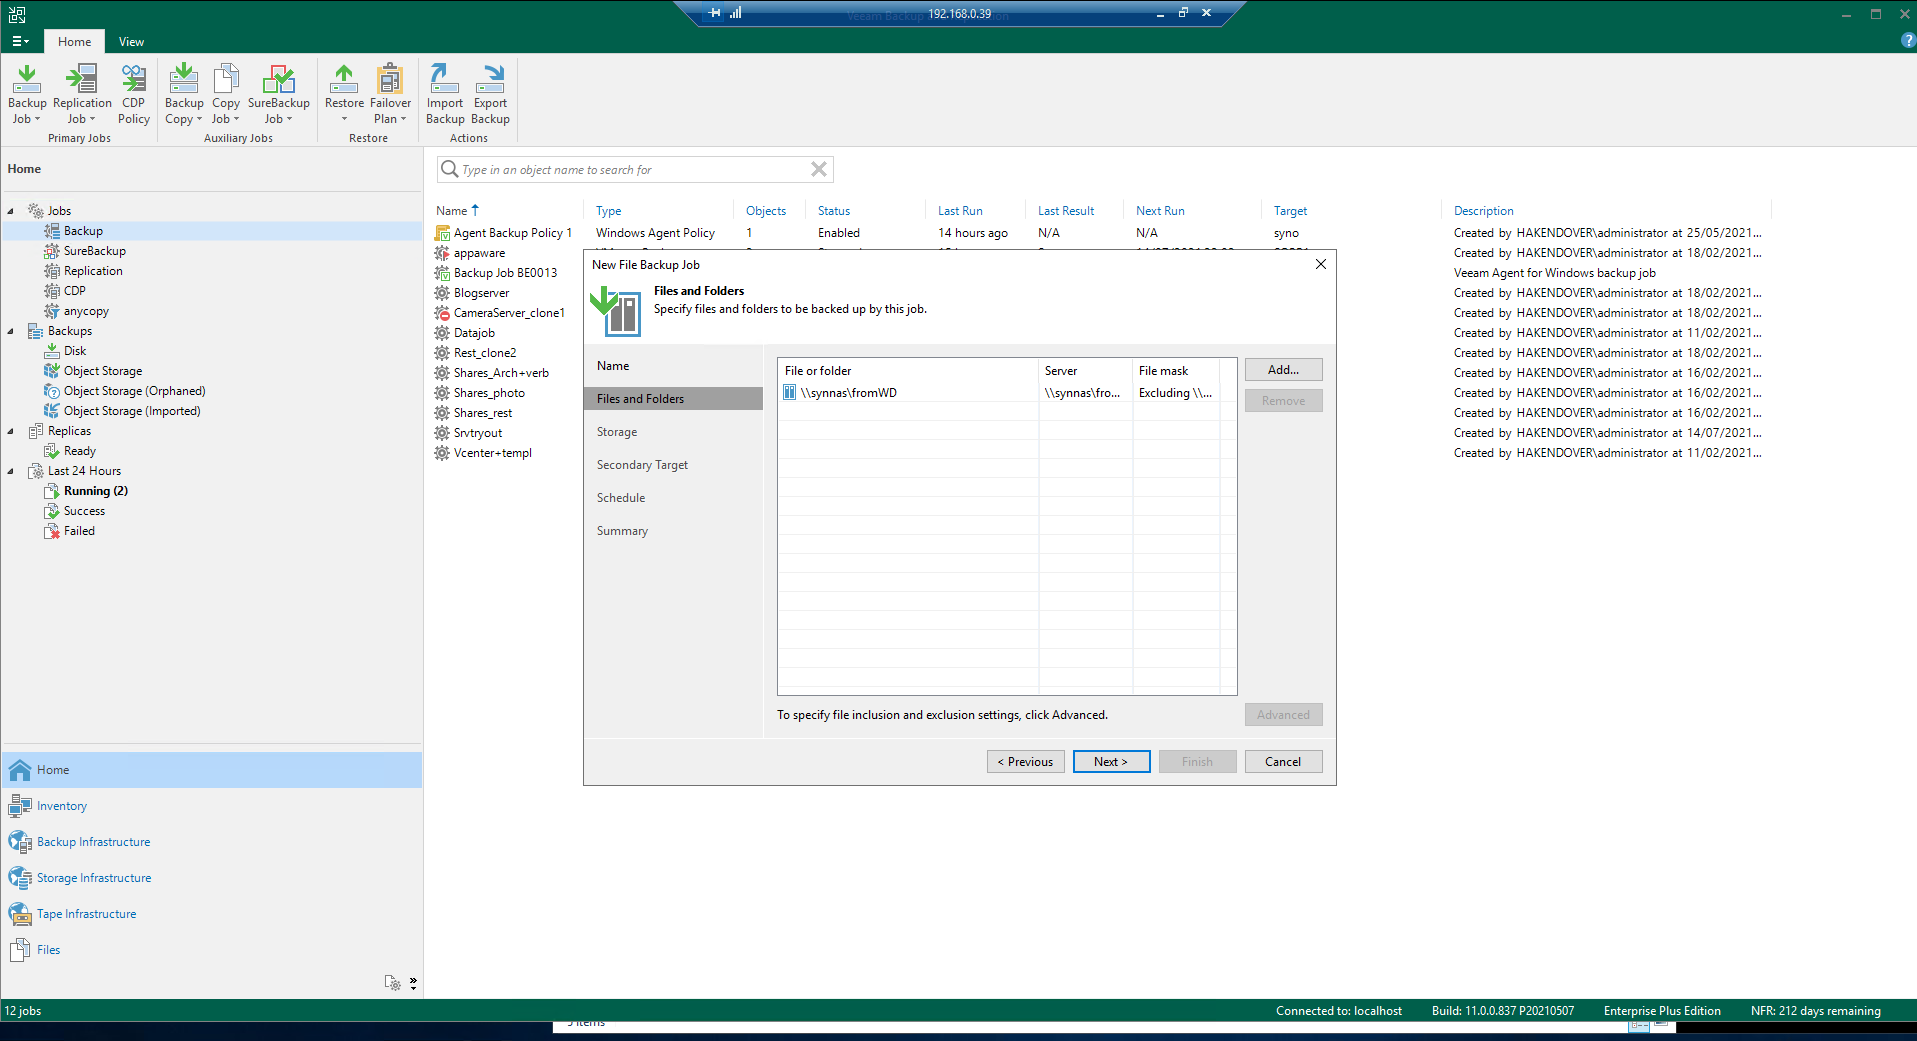 192.168.0.39
Home View
Backup Job Replication Job CDP Policy Backup Copy Copy Job SureBackup Job Restore Failover Plan Import Backup Export Backup
Primary Jobs Auxiliary Jobs Restore Actions
Home
Jobs
Backup
SureBackup
Replication
CDP
anycopy
Backups
Disk
Object Storage
Object Storage (Orphaned)
Object Storage (Imported)
Replicas
Ready
Last 24 Hours
Running (2)
Success
Failed
Home
Inventory
Backup Infrastructure
Storage Infrastructure
Tape Infrastructure
Files
Type in an object name to search for
Name Type Objects Status Last Run Last Result Next Run Target Description
Agent Backup Policy 1 Windows Agent Policy 1 Enabled 14 hours ago N/A N/A syno Created by HAKENDOVER\administrator at 25/05/2021...
appaware Created by HAKENDOVER\administrator at 18/02/2021...
Backup Job BE0013 Veeam Agent for Windows backup job
Blogserver Created by HAKENDOVER\administrator at 18/02/2021...
CameraServer_clone1 Created by HAKENDOVER\administrator at 18/02/2021...
Datajob Created by HAKENDOVER\administrator at 11/02/2021...
Rest_clone2 Created by HAKENDOVER\administrator at 18/02/2021...
Shares_Arch+verb Created by HAKENDOVER\administrator at 16/02/2021...
Shares_photo Created by HAKENDOVER\administrator at 16/02/2021...
Shares_rest Created by HAKENDOVER\administrator at 16/02/2021...
Srvtryout Created by HAKENDOVER\administrator at 14/07/2021...
Vcenter+templ Created by HAKENDOVER\administrator at 11/02/2021...
New File Backup Job
Files and Folders
Specify files and folders to be backed up by this job.
Name
Files and Folders
Storage
Secondary Target
Schedule
Summary
File or folder Server File mask
\\synnas\fromWD \\synnas\fro... Excluding \\...
Add...
Remove
To specify file inclusion and exclusion settings, click Advanced.
Advanced
< Previous Next > Finish Cancel
12 jobs Connected to: localhost Build: 11.0.0.837 P20210507 Enterprise Plus Edition NFR: 212 days remaining